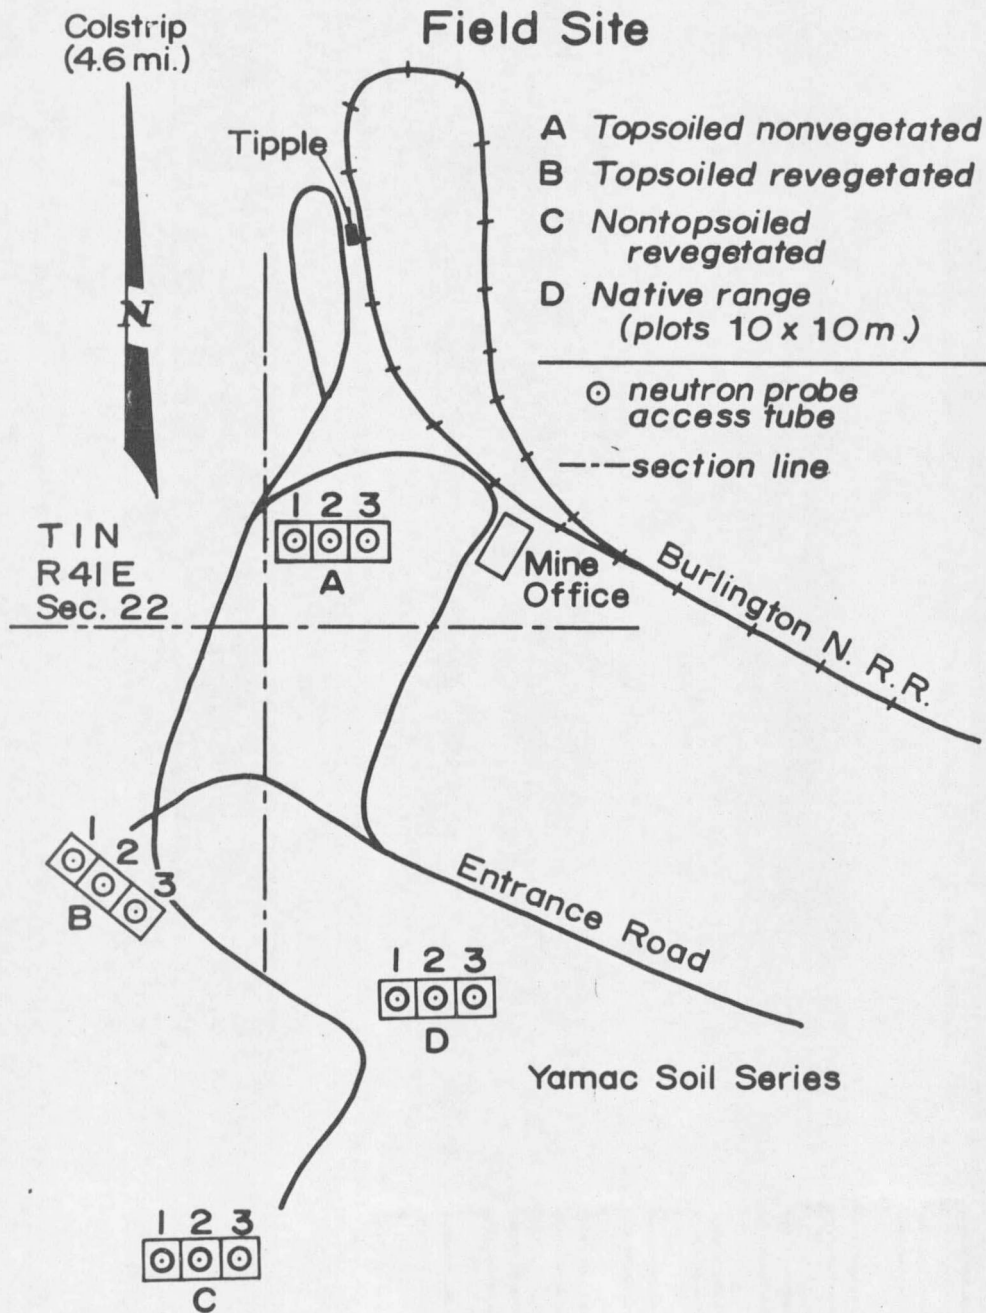 Field Site
Colstrip
(4.6 mi.)
N
Tipple
A Topsoiled nonvegetated
B Topsoiled revegetated
C Nontopsoiled
revegetated
D Native range
(plots 10 x 10 m.)
neutron probe
access tube
section line
T1N
R41E
Sec. 22
1 2 3
A
Mine
Office
Burlington N. R. R.
1 2 3
B
Entrance Road
1 2 3
D
Yamac Soil Series
1 2 3
C